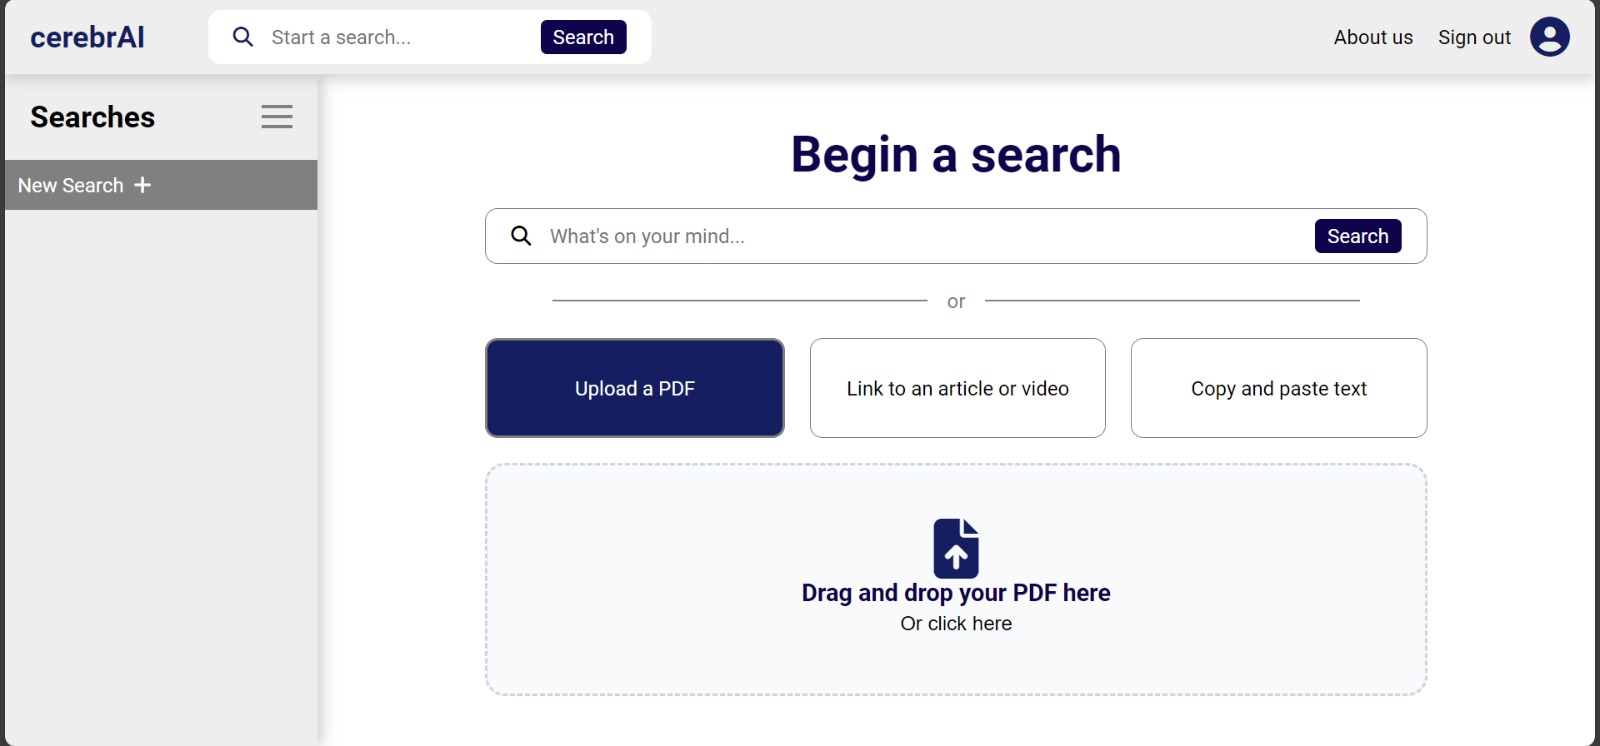 cerebrAI
Start a search...
Search
About us
Sign out
Searches
New Search +
Begin a search
What's on your mind...
Search
or
Upload a PDF
Link to an article or video
Copy and paste text
Drag and drop your PDF here
Or click here